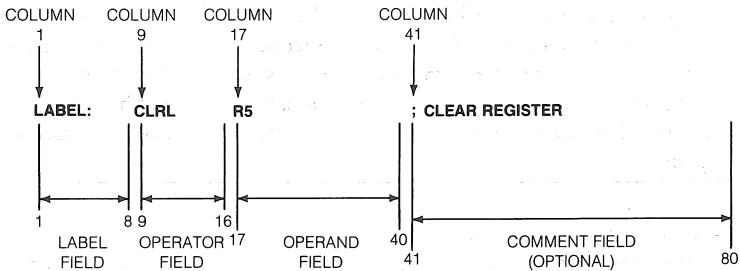 COLUMN COLUMN COLUMN COLUMN
1 9 17 41
LABEL: CLRL R5 ; CLEAR REGISTER
1 8 9 16 17 40 41 80
LABEL FIELD
OPERATOR FIELD
OPERAND FIELD
COMMENT FIELD
(OPTIONAL)